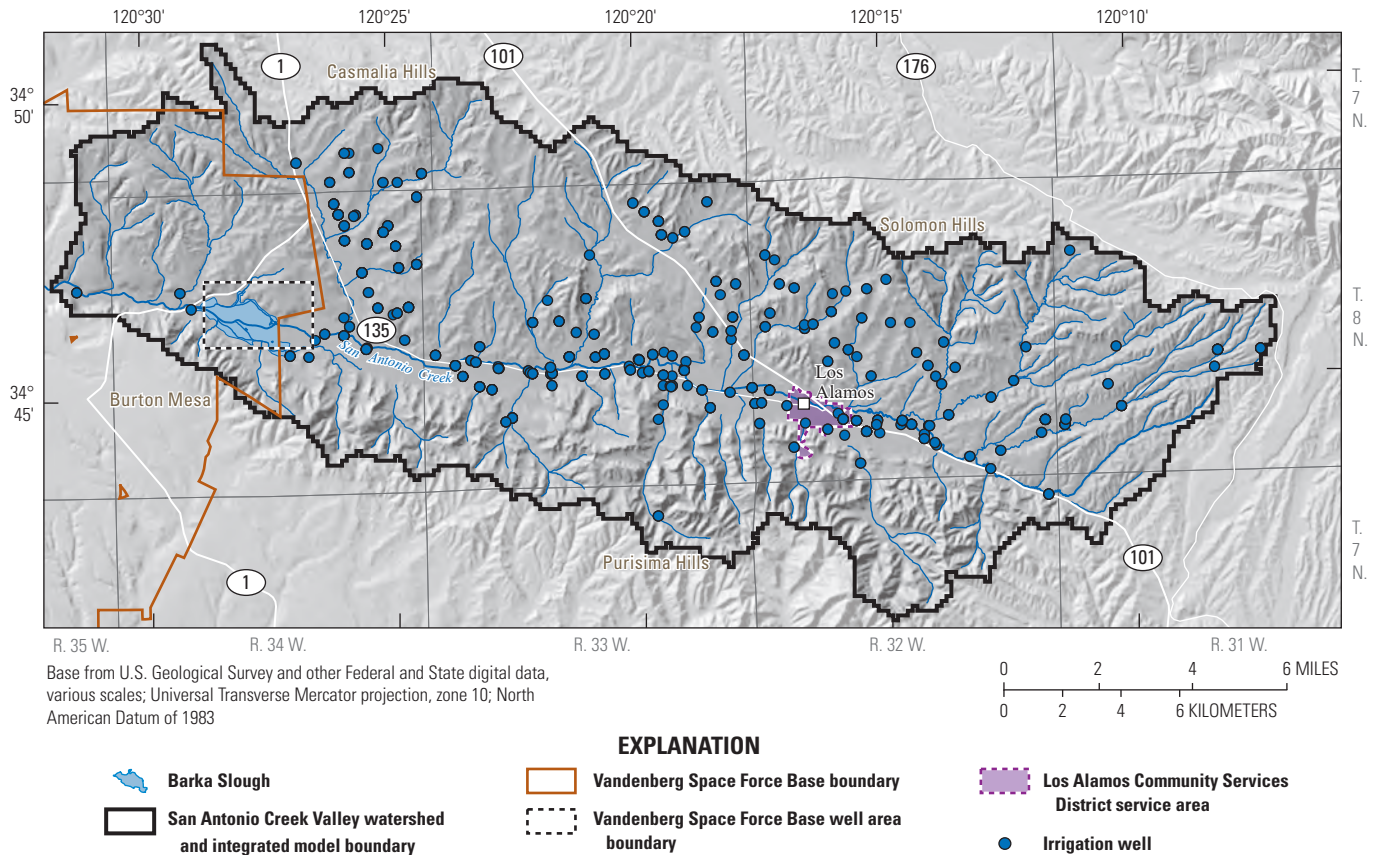 120°30' 120°25' 120°20' 120°15' 120°10'
1 101 176
Casmalia Hills
T.
7
N.
34°
50'
Solomon Hills
T.
8
N.
135
San Antonio Creek
Los
Alamos
34°
45'
Burton Mesa
T.
7
N.
Purisima Hills
101
1
R. 35 W. R. 34 W. R. 33 W. R. 32 W. R. 31 W.
Base from U.S. Geological Survey and other Federal and State digital data,
various scales; Universal Transverse Mercator projection, zone 10; North
American Datum of 1983
0 2 4 6 MILES
0 2 4 6 KILOMETERS
EXPLANATION
Barka Slough
San Antonio Creek Valley watershed
and integrated model boundary
Vandenberg Space Force Base boundary
Vandenberg Space Force Base well area
boundary
Los Alamos Community Services
District service area
Irrigation well